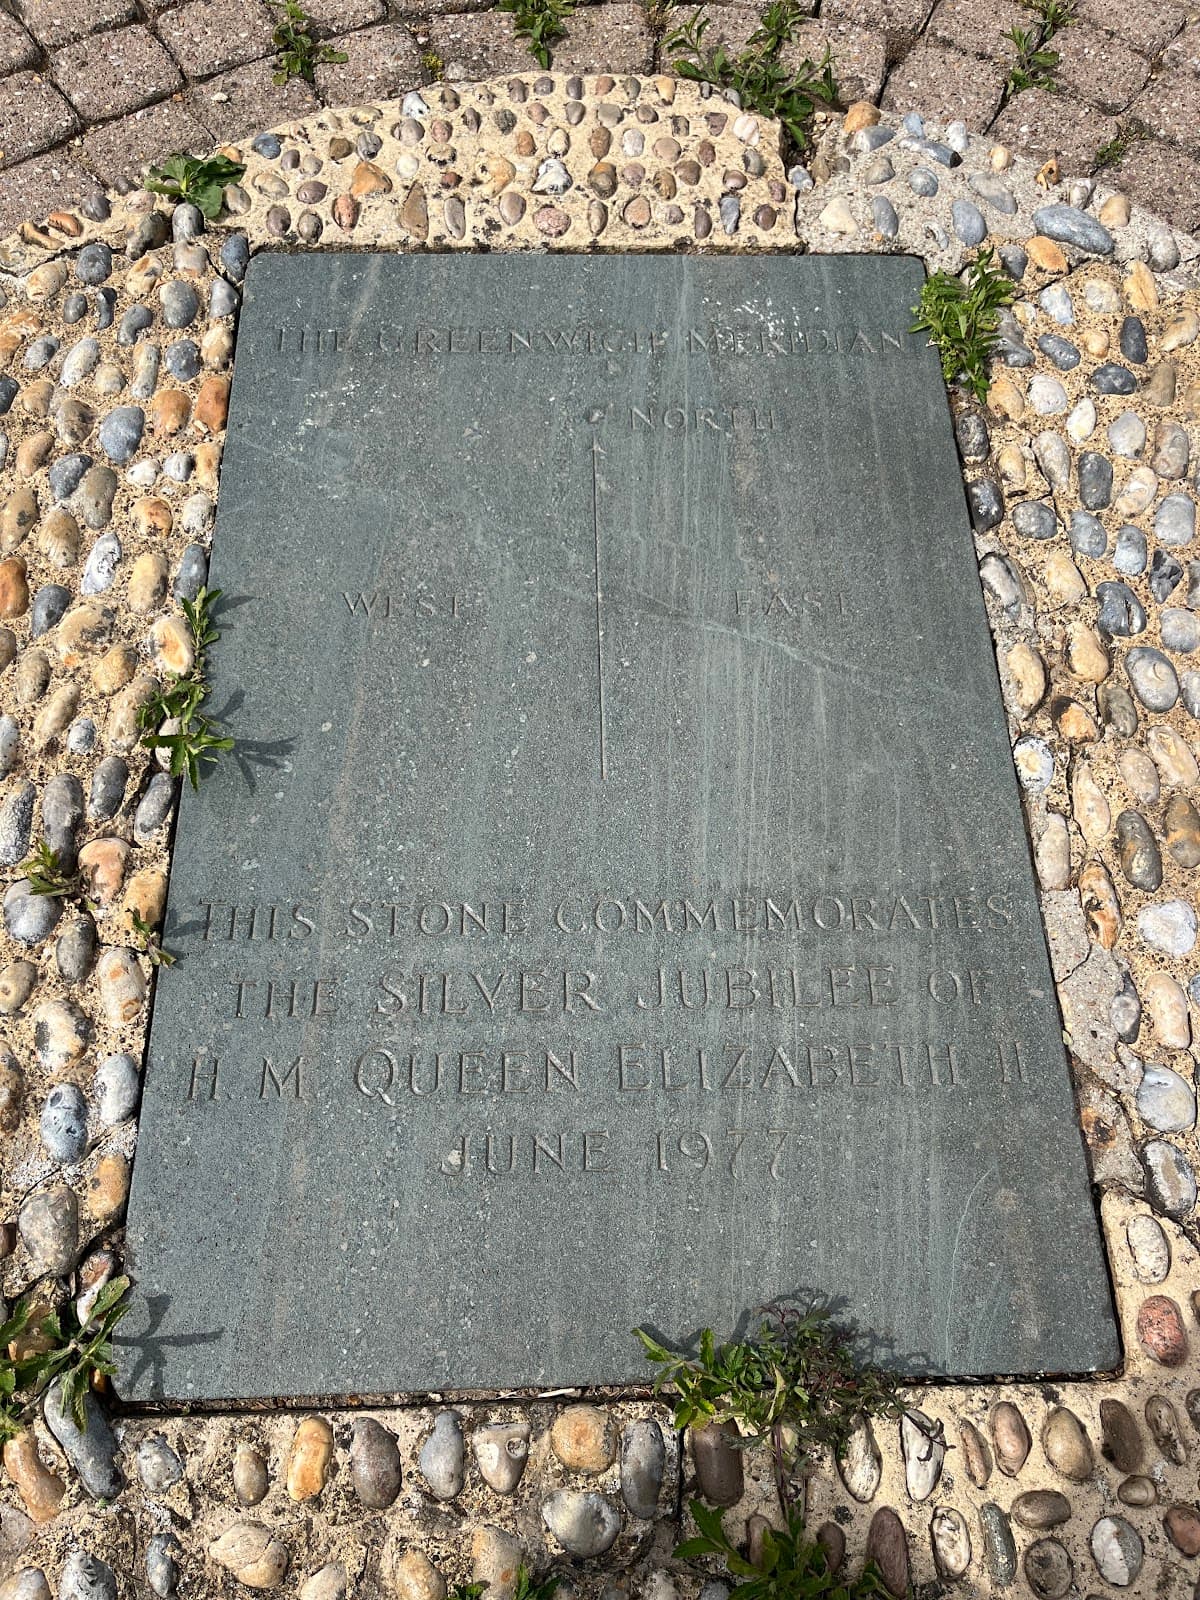 THE GREENWICH MERIDIAN
NORTH
WEST EAST
THIS STONE COMMEMORATES
THE SILVER JUBILEE OF
H. M QUEEN ELIZABETH II
JUNE 1977